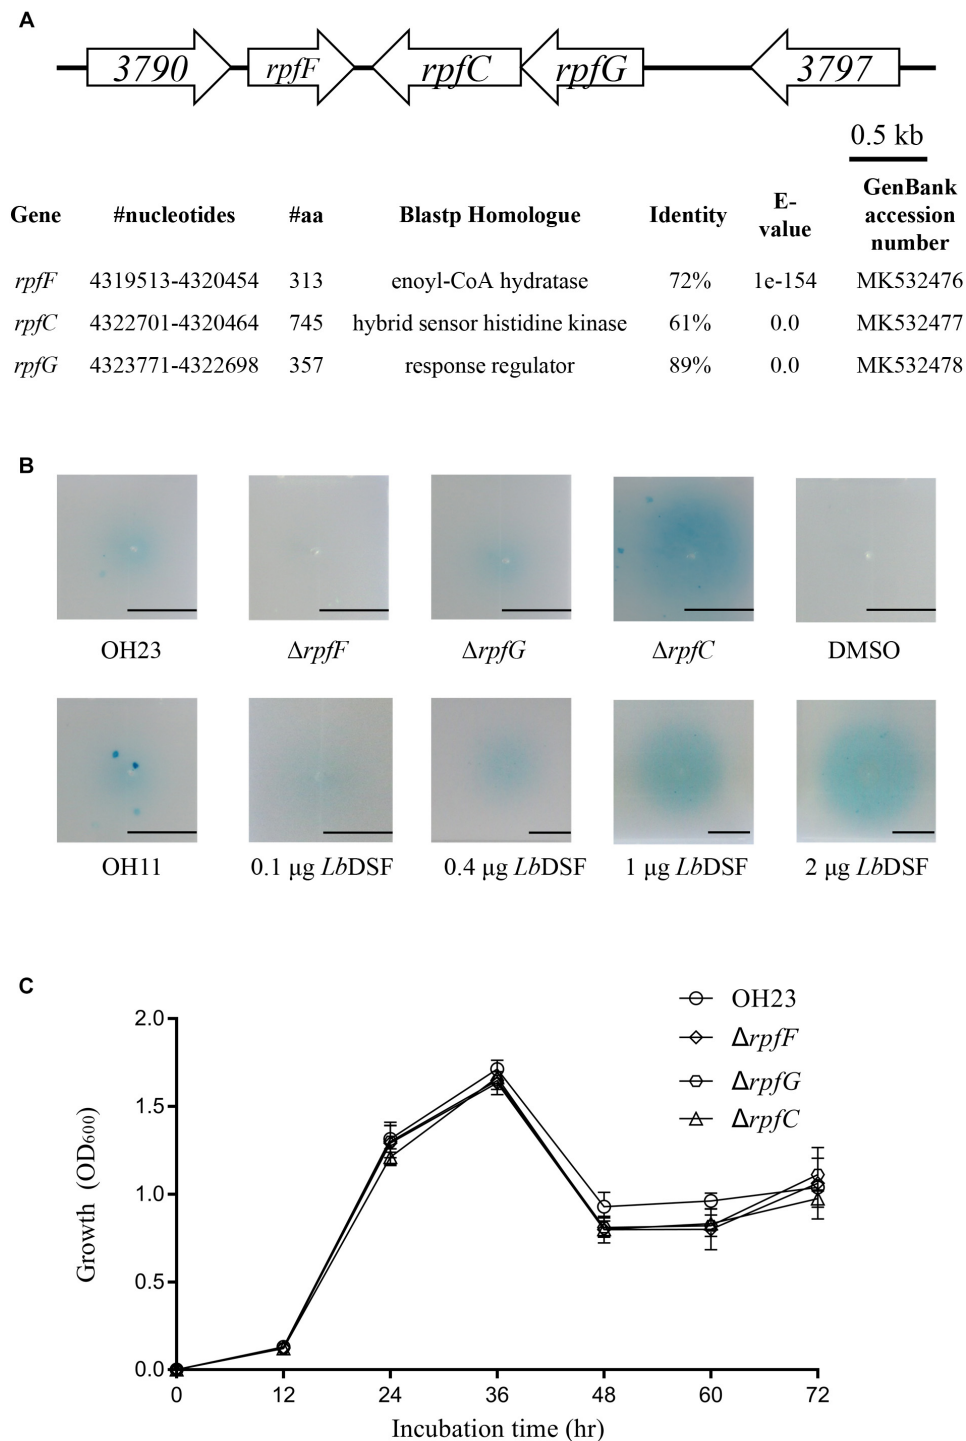 A
3790 rpfF rpfC rpfG 3797
0.5 kb
Gene #nucleotides #aa Blastp Homologue Identity E-value GenBank accession number
rpfF 4319513-4320454 313 enoyl-CoA hydratase 72% 1e-154 MK532476
rpfC 4322701-4320464 745 hybrid sensor histidine kinase 61% 0.0 MK532477
rpfG 4323771-4322698 357 response regulator 89% 0.0 MK532478
B
OH23 ΔrpfF ΔrpfG ΔrpfC DMSO
OH11 0.1 μg LbDSF 0.4 μg LbDSF 1 μg LbDSF 2 μg LbDSF
C
OH23
ΔrpfF
ΔrpfG
ΔrpfC
Growth (OD600)
2.0
1.5
1.0
0.5
0.0
0 12 24 36 48 60 72
Incubation time (hr)